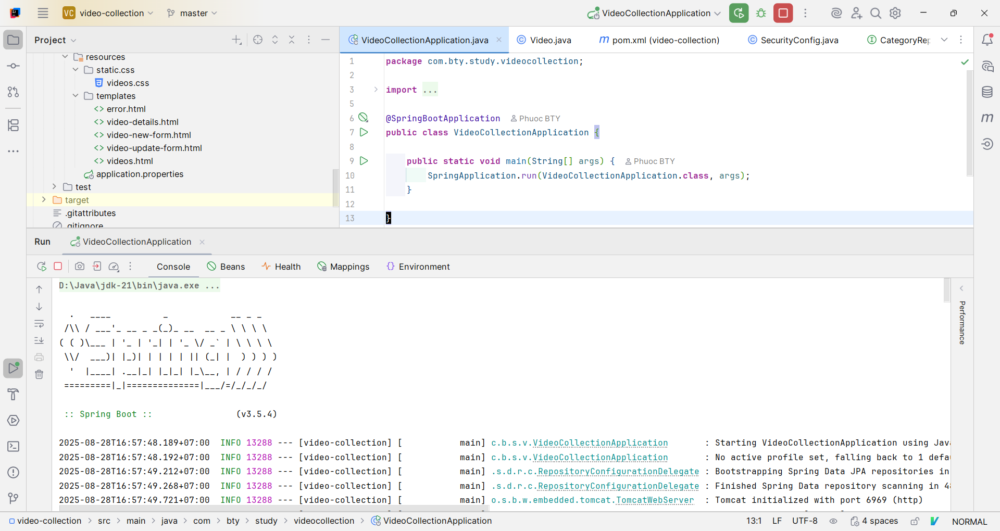 VC video-collection
master
VideoCollectionApplication
Project
resources
static.css
videos.css
templates
error.html
video-details.html
video-new-form.html
video-update-form.html
videos.html
application.properties
test
target
.gitattributes
.gitignore
VideoCollectionApplication.java
Video.java
m pom.xml (video-collection)
SecurityConfig.java
CategoryRep
1 package com.bty.study.videocollection;
2
3 import ...
5
6 @SpringBootApplication Phuoc BTY
7 public class VideoCollectionApplication {
8
9 public static void main(String[] args) { Phuoc BTY
10 SpringApplication.run(VideoCollectionApplication.class, args);
11 }
12
13 }
Run VideoCollectionApplication
Console Beans Health Mappings Environment
D:\Java\jdk-21\bin\java.exe ...
  .   ____          _            __ _ _
 /\\ / ___'_ __ _ _(_)_ __  __ _ \ \ \ \
( ( )\___ | '_ | '_| | '_ \/ _` | \ \ \ \
 \\/  ___)| |_)| | | | | || (_| |  ) ) ) )
  '  |____| .__|_| |_|_| |_\__, | / / / /
 =========|_|==============|___/=/_/_/_/
:: Spring Boot :: (v3.5.4)
2025-08-28T16:57:48.189+07:00 INFO 13288 --- [video-collection] [ main] c.b.s.v.VideoCollectionApplication : Starting VideoCollectionApplication using Jav
2025-08-28T16:57:48.192+07:00 INFO 13288 --- [video-collection] [ main] c.b.s.v.VideoCollectionApplication : No active profile set, falling back to 1 defa
2025-08-28T16:57:49.212+07:00 INFO 13288 --- [video-collection] [ main] .s.d.r.c.RepositoryConfigurationDelegate : Bootstrapping Spring Data JPA repositories in
2025-08-28T16:57:49.268+07:00 INFO 13288 --- [video-collection] [ main] .s.d.r.c.RepositoryConfigurationDelegate : Finished Spring Data repository scanning in 4
2025-08-28T16:57:49.721+07:00 INFO 13288 --- [video-collection] [ main] o.s.b.w.embedded.tomcat.TomcatWebServer : Tomcat initialized with port 6969 (http)
Performance
video-collection > src > main > java > com > bty > study > videocollection > VideoCollectionApplication
13:1 LF UTF-8 4 spaces NORMAL